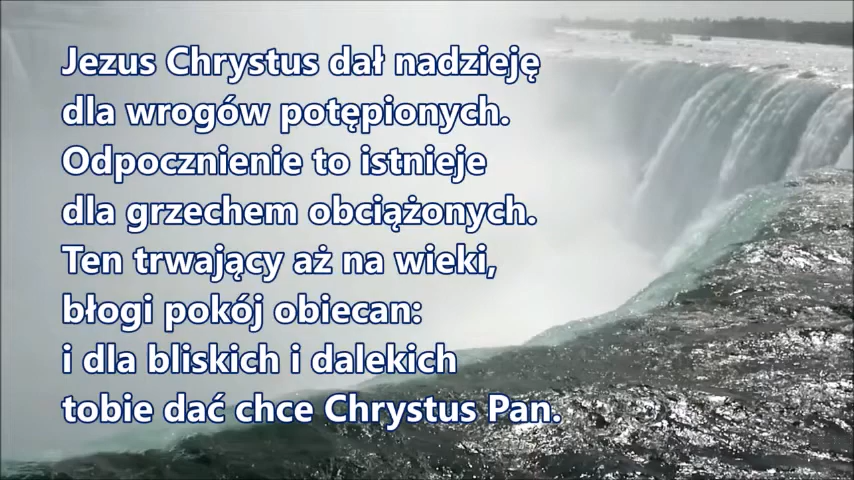 Jezus Chrystus dał nadzieję
dla wrogów potępionych.
Odpocznienie to istnieje
dla grzechem obciążonych.
Ten trwający aż na wieki,
błogi pokój obiecan:
i dla bliskich i dalekich
tobie dać chce Chrystus Pan.